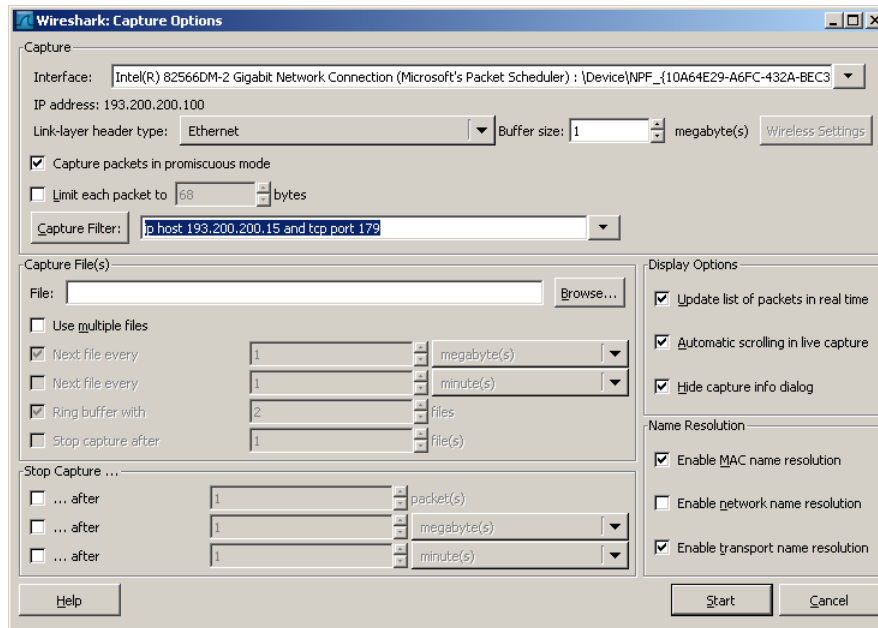 Wireshark: Capture Options
Capture
Interface: Intel(R) 82566DM-2 Gigabit Network Connection (Microsoft's Packet Scheduler) : \Device\NPF_{10A64E29-A6FC-432A-BEC3
IP address: 193.200.200.100
Link-layer header type: Ethernet Buffer size: 1 megabyte(s) Wireless Settings
Capture packets in promiscuous mode
Limit each packet to 68 bytes
Capture Filter: ip host 193.200.200.15 and tcp port 179
Capture File(s)
File: Browse...
Use multiple files
Next file every 1 megabyte(s)
Next file every 1 minute(s)
Ring buffer with 2 files
Stop capture after 1 file(s)
Stop Capture ...
... after 1 packet(s)
... after 1 megabyte(s)
... after 1 minute(s)
Display Options
Update list of packets in real time
Automatic scrolling in live capture
Hide capture info dialog
Name Resolution
Enable MAC name resolution
Enable network name resolution
Enable transport name resolution
Help Start Cancel